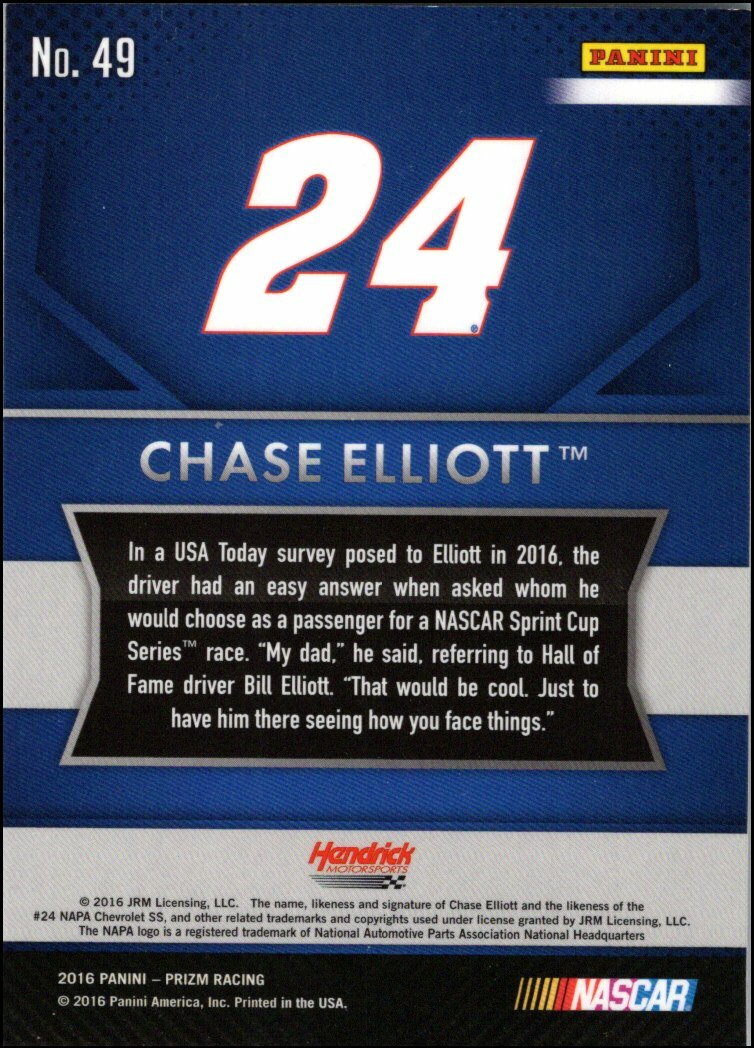 No. 49
PANINI
24
CHASE ELLIOTT™
In a USA Today survey posed to Elliott in 2016, the
driver had an easy answer when asked whom he
would choose as a passenger for a NASCAR Sprint Cup
Series™ race. “My dad,” he said, referring to Hall of
Fame driver Bill Elliott. “That would be cool. Just to
have him there seeing how you face things.”
Hendrick
MOTORSPORTS
© 2016 JRM Licensing, LLC. The name, likeness and signature of Chase Elliott and the likeness of the
#24 NAPA Chevrolet SS, and other related trademarks and copyrights used under license granted by JRM Licensing, LLC.
The NAPA logo is a registered trademark of National Automotive Parts Association National Headquarters
2016 PANINI – PRIZM RACING
© 2016 Panini America, Inc. Printed in the USA.
NASCAR